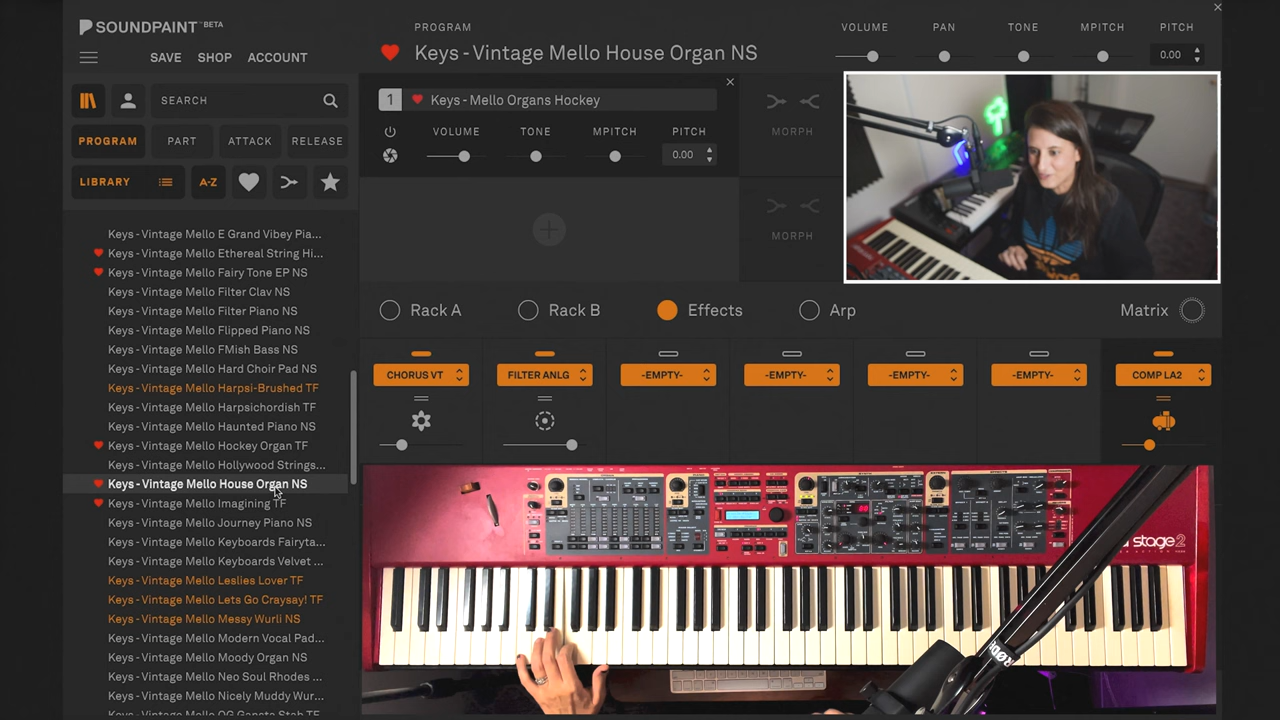 SOUNDPAINT™ BETA
SAVE
SHOP
ACCOUNT
SEARCH
PROGRAM
PART
ATTACK
RELEASE
LIBRARY
A-Z
Keys - Vintage Mello E Grand Vibey Pia...
Keys - Vintage Mello Ethereal String Hi...
Keys - Vintage Mello Fairy Tone EP NS
Keys - Vintage Mello Filter Clav NS
Keys - Vintage Mello Filter Piano NS
Keys - Vintage Mello Flipped Piano NS
Keys - Vintage Mello FMish Bass NS
Keys - Vintage Mello Hard Choir Pad NS
Keys - Vintage Mello Harpsi-Brushed TF
Keys - Vintage Mello Harpsichordish TF
Keys - Vintage Mello Haunted Piano NS
Keys - Vintage Mello Hockey Organ TF
Keys - Vintage Mello Hollywood Strings...
Keys - Vintage Mello House Organ NS
Keys - Vintage Mello Imagining TF
Keys - Vintage Mello Journey Piano NS
Keys - Vintage Mello Keyboards Fairyta...
Keys - Vintage Mello Keyboards Velvet ...
Keys - Vintage Mello Leslies Lover TF
Keys - Vintage Mello Lets Go Craysay! TF
Keys - Vintage Mello Messy Wurli NS
Keys - Vintage Mello Modern Vocal Pad...
Keys - Vintage Mello Moody Organ NS
Keys - Vintage Mello Neo Soul Rhodes ...
Keys - Vintage Mello Nicely Muddy Wur...
Keys - Vintage Mello OG Gangsta Stab TF
PROGRAM
Keys - Vintage Mello House Organ NS
VOLUME
PAN
TONE
MPITCH
PITCH
0.00
1
Keys - Mello Organs Hockey
VOLUME
TONE
MPITCH
PITCH
0.00
MORPH
MORPH
Rack A
Rack B
Effects
Arp
Matrix
CHORUS VT
FILTER ANLG
-EMPTY-
-EMPTY-
-EMPTY-
-EMPTY-
COMP LA2
stage2
RØDE